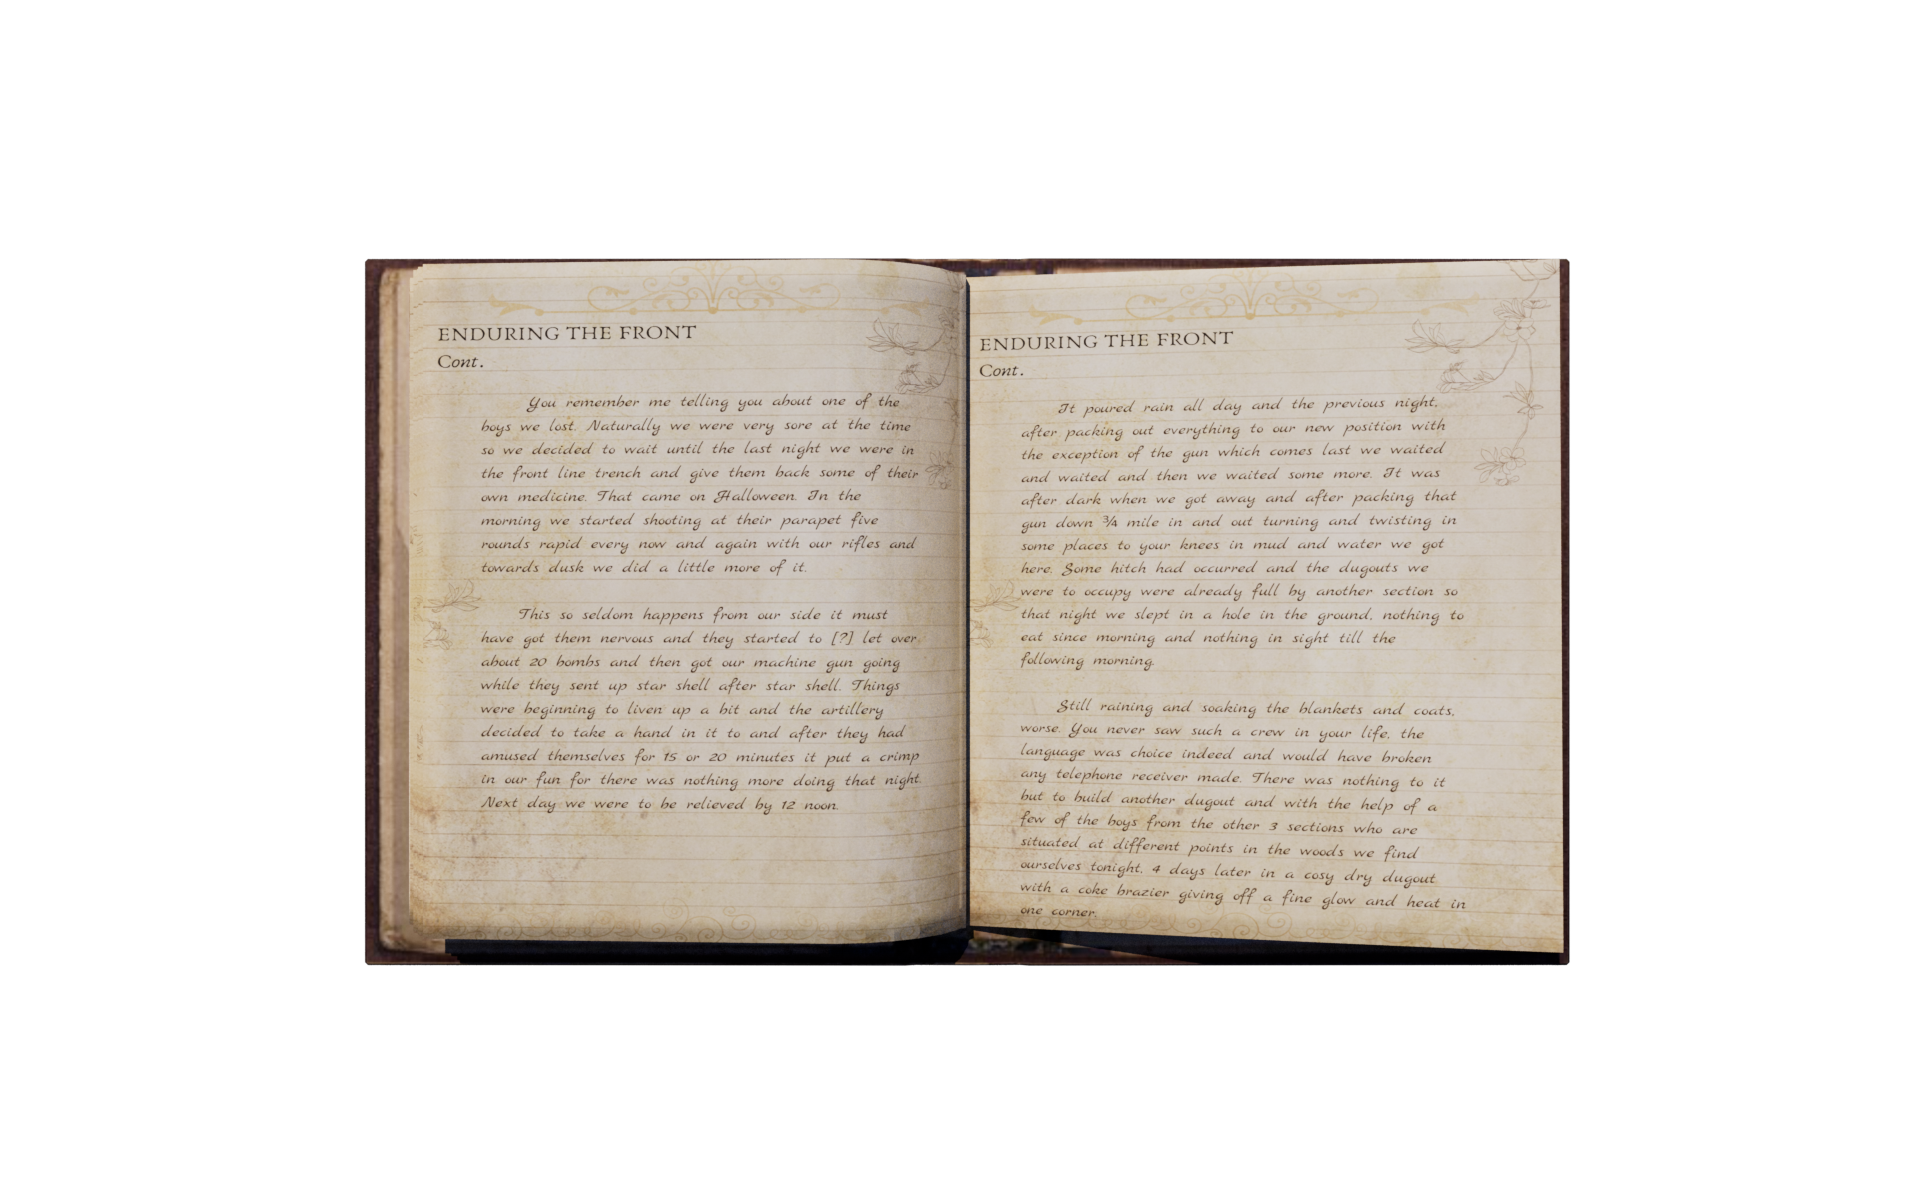 ENDURING THE FRONT
Cont.
You remember me telling you about one of the
boys we lost. Naturally we were very sore at the time
so we decided to wait until the last night we were in
the front line trench and give them back some of their
own medicine. That came on Halloween. In the
morning we started shooting at their parapet five
rounds rapid every now and again with our rifles and
towards dusk we did a little more of it.
This so seldom happens from our side it must
have got them nervous and they started to [?] let over
about 20 bombs and then got our machine gun going
while they sent up star shell after star shell. Things
were beginning to liven up a bit and the artillery
decided to take a hand in it to and after they had
amused themselves for 15 or 20 minutes it put a crimp
in our fun for there was nothing more doing that night.
Next day we were to be relieved by 12 noon.
ENDURING THE FRONT
Cont.
It poured rain all day and the previous night,
after packing out everything to our new position with
the exception of the gun which comes last we waited
and waited and then we waited some more. It was
after dark when we got away and after packing that
gun down ¾ mile in and out turning and twisting in
some places to your knees in mud and water we got
here. Some hitch had occurred and the dugouts we
were to occupy were already full by another section so
that night we slept in a hole in the ground, nothing to
eat since morning and nothing in sight till the
following morning.
Still raining and soaking the blankets and coats,
worse. You never saw such a crew in your life, the
language was choice indeed and would have broken
any telephone receiver made. There was nothing to it
but to build another dugout and with the help of a
few of the boys from the other 3 sections who are
situated at different points in the woods we find
ourselves tonight, 4 days later in a cosy dry dugout
with a coke brazier giving off a fine glow and heat in
one corner.